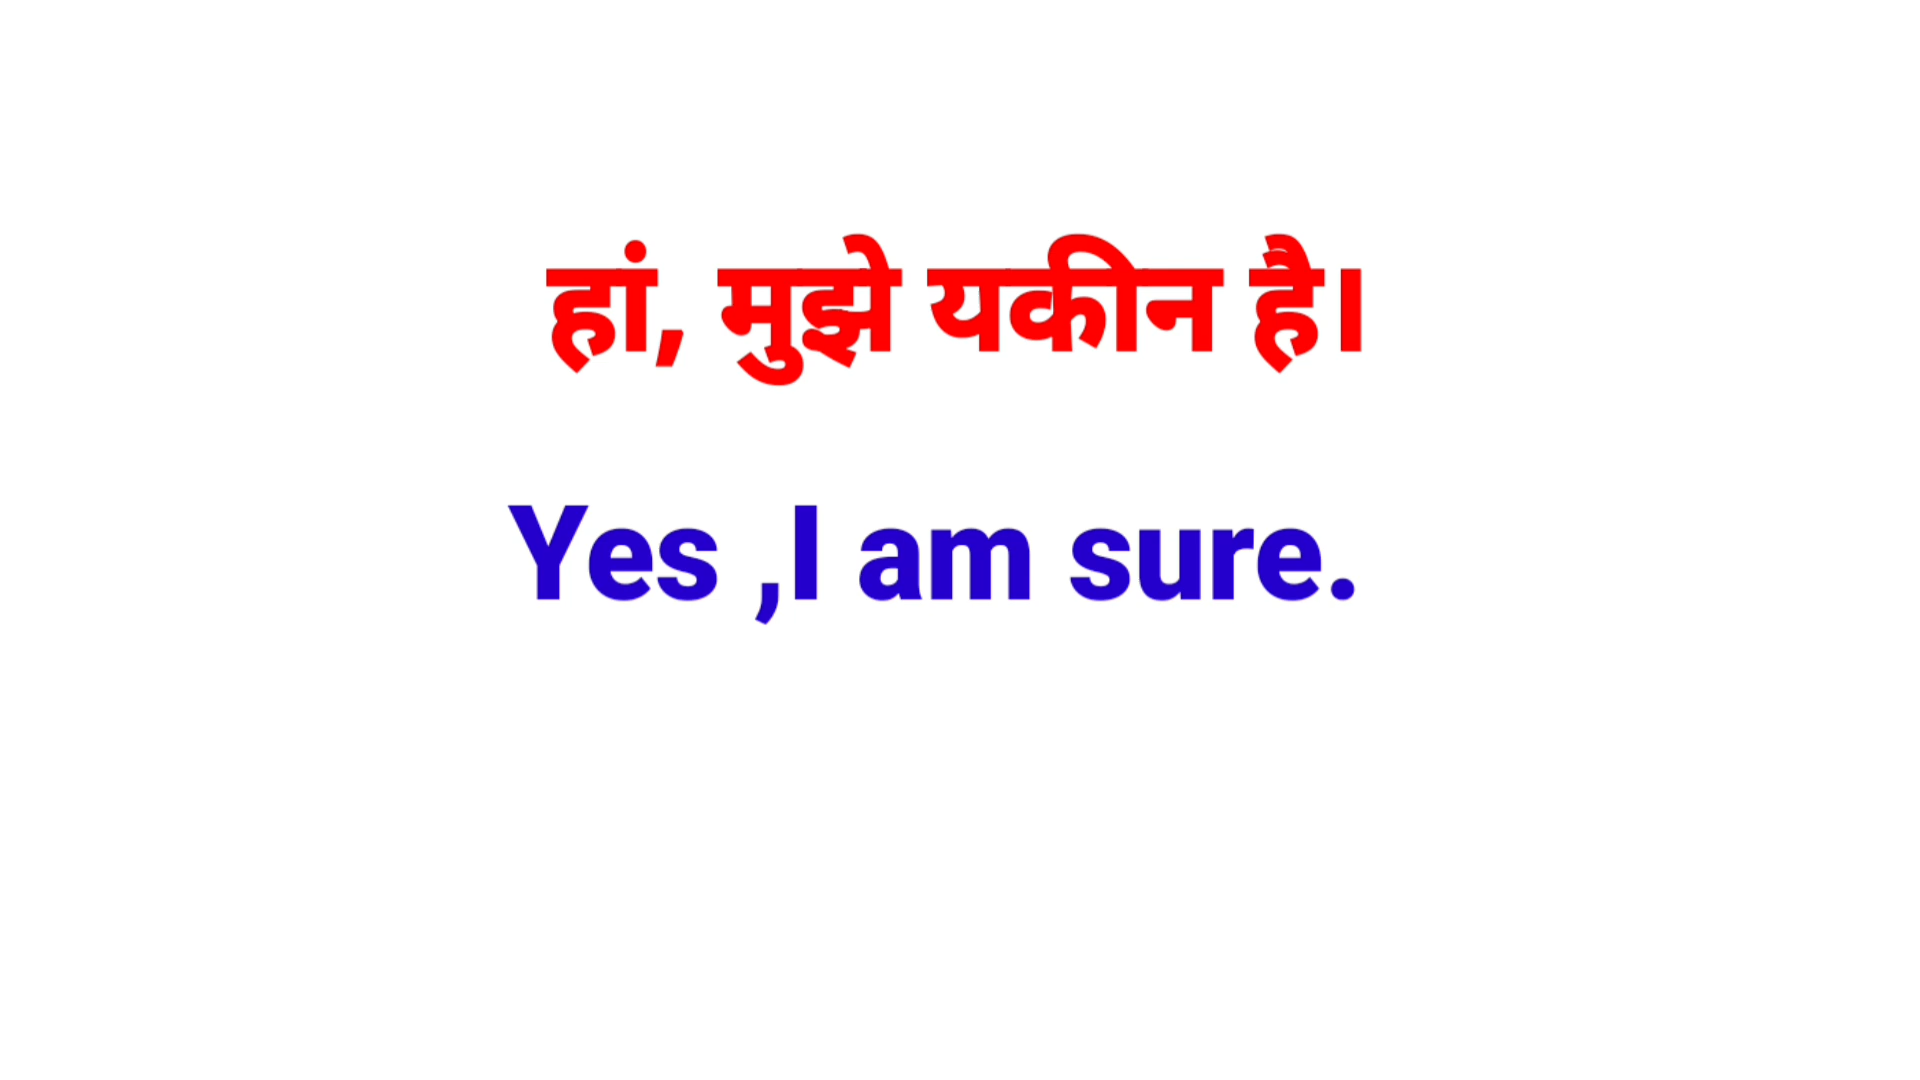 हां, मुझे यकीन है।
Yes ,I am sure.